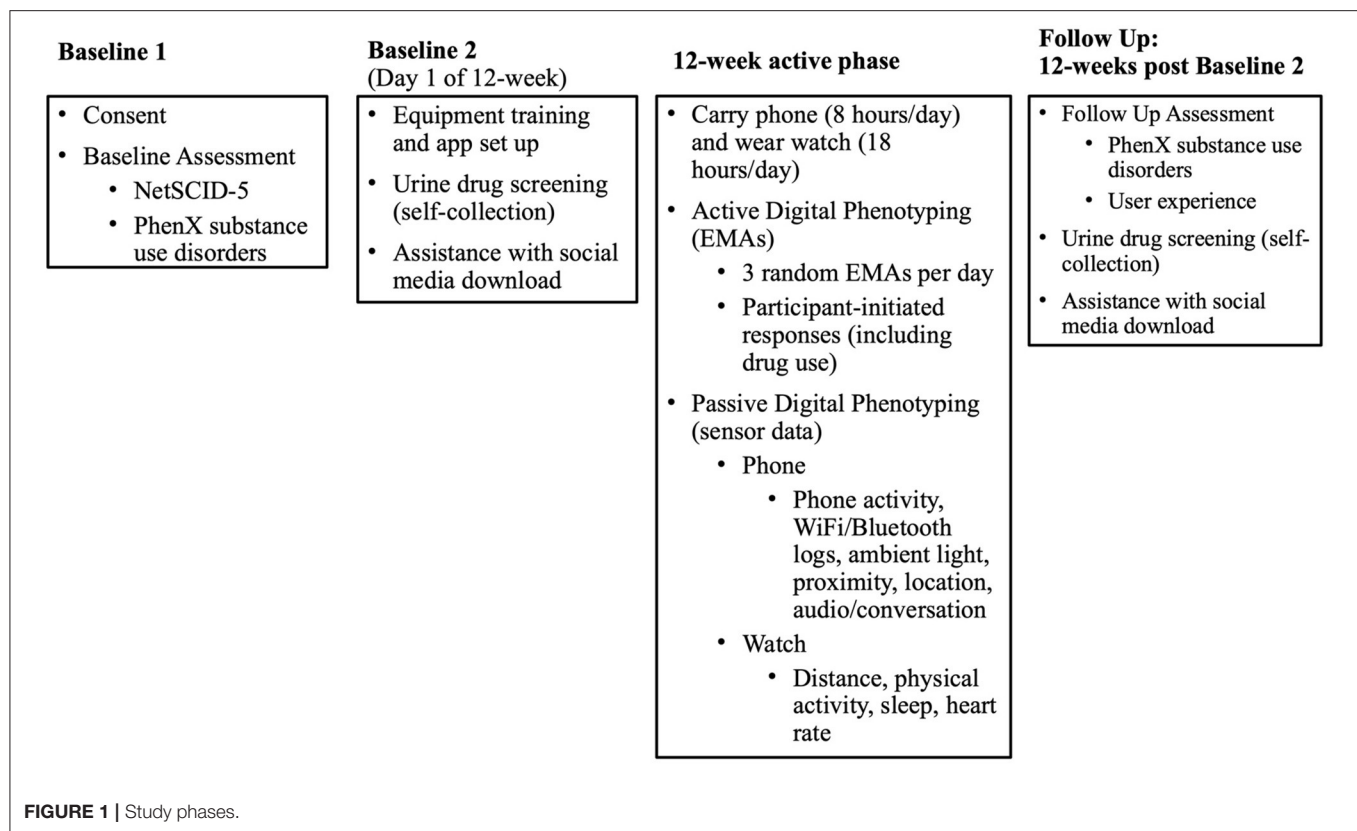 Baseline 1
• Consent
• Baseline Assessment
• NetSCID-5
• PhenX substance
use disorders
Baseline 2
(Day 1 of 12-week)
• Equipment training
and app set up
• Urine drug screening
(self-collection)
• Assistance with social
media download
12-week active phase
• Carry phone (8 hours/day)
and wear watch (18
hours/day)
• Active Digital Phenotyping
(EMAs)
• 3 random EMAs per day
• Participant-initiated
responses (including
drug use)
• Passive Digital Phenotyping
(sensor data)
• Phone
• Phone activity,
WiFi/Bluetooth
logs, ambient light,
proximity, location,
audio/conversation
• Watch
• Distance, physical
activity, sleep, heart
rate
Follow Up:
12-weeks post Baseline 2
• Follow Up Assessment
• PhenX substance use
disorders
• User experience
• Urine drug screening (self-
collection)
• Assistance with social
media download
FIGURE 1 | Study phases.